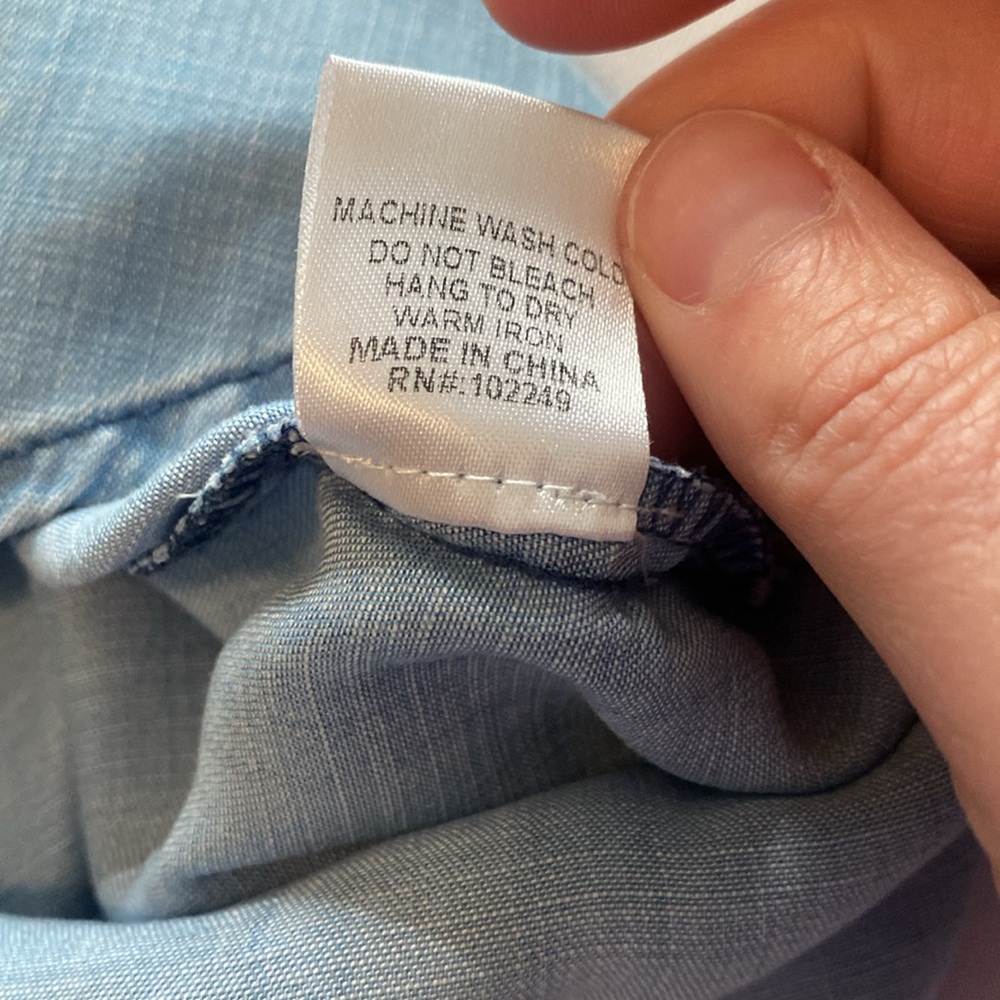 MACHINE WASH COLD
DO NOT BLEACH
HANG TO DRY
WARM IRON
MADE IN CHINA
RN#:102249